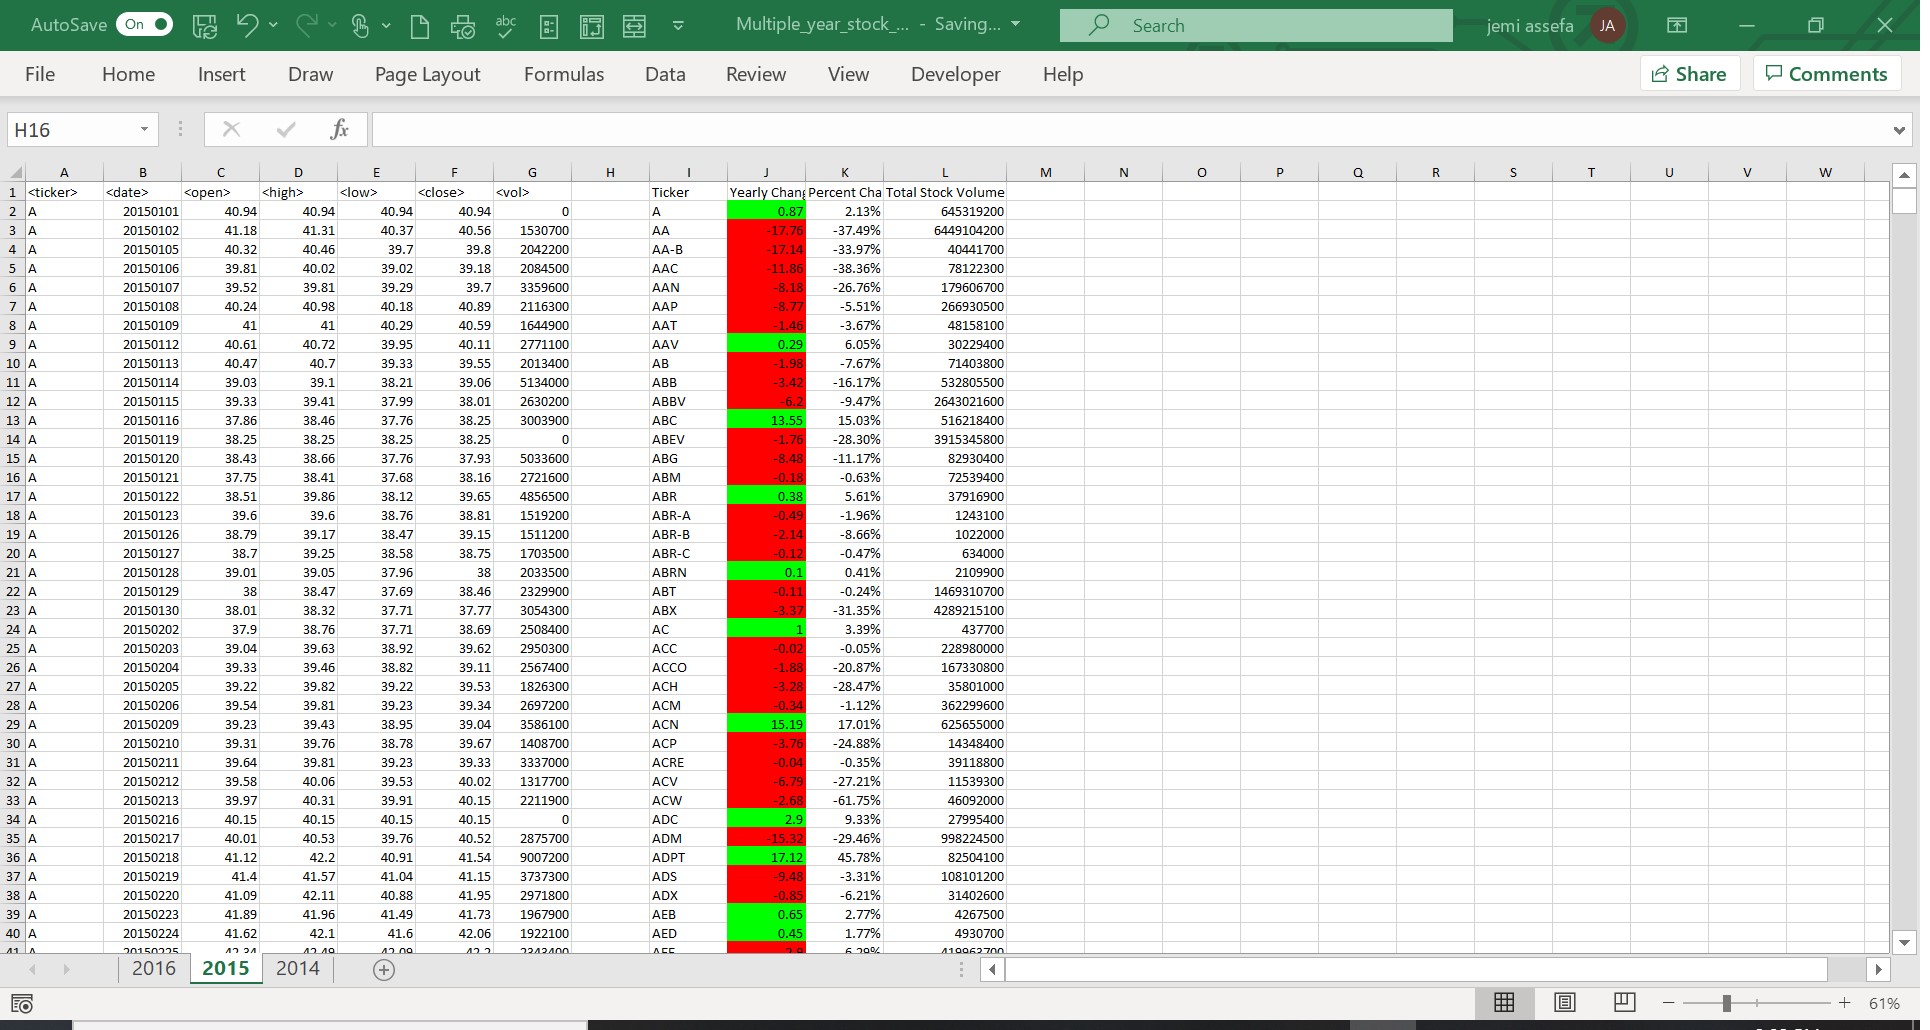 AutoSave On abc Multiple_year_stock_... - Saving... Search jemi assefa JA
File Home Insert Draw Page Layout Formulas Data Review View Developer Help Share Comments
H16 fx
A B C D E F G H I J K L M N O P Q R S T U V W
1 <ticker> <date> <open> <high> <low> <close> <vol> Ticker Yearly Chang Percent Cha Total Stock Volume
2 A 20150101 40.94 40.94 40.94 40.94 0 A 0.87 2.13% 645319200
3 A 20150102 41.18 41.31 40.37 40.56 1530700 AA -17.76 -37.49% 6449104200
4 A 20150105 40.32 40.46 39.7 39.8 2042200 AA-B -17.14 -33.97% 40441700
5 A 20150106 39.81 40.02 39.02 39.18 2084500 AAC -11.86 -38.36% 78122300
6 A 20150107 39.52 39.81 39.29 39.7 3359600 AAN -8.18 -26.76% 179606700
7 A 20150108 40.24 40.98 40.18 40.89 2116300 AAP -8.77 -5.51% 266930500
8 A 20150109 41 41 40.29 40.59 1644900 AAT -1.46 -3.67% 48158100
9 A 20150112 40.61 40.72 39.95 40.11 2771100 AAV 0.29 6.05% 30229400
10 A 20150113 40.47 40.7 39.33 39.55 2013400 AB -1.98 -7.67% 71403800
11 A 20150114 39.03 39.1 38.21 39.06 5134000 ABB -3.42 -16.17% 532805500
12 A 20150115 39.33 39.41 37.99 38.01 2630200 ABBV -6.2 -9.47% 2643021600
13 A 20150116 37.86 38.46 37.76 38.25 3003900 ABC 13.55 15.03% 516218400
14 A 20150119 38.25 38.25 38.25 38.25 0 ABEV -1.76 -28.30% 3915345800
15 A 20150120 38.43 38.66 37.76 37.93 5033600 ABG -8.48 -11.17% 82930400
16 A 20150121 37.75 38.41 37.68 38.16 2721600 ABM -0.18 -0.63% 72539400
17 A 20150122 38.51 39.86 38.12 39.65 4856500 ABR 0.38 5.61% 37916900
18 A 20150123 39.6 39.6 38.76 38.81 1519200 ABR-A -0.49 -1.96% 1243100
19 A 20150126 38.79 39.17 38.47 39.15 1511200 ABR-B -2.14 -8.66% 1022000
20 A 20150127 38.7 39.25 38.58 38.75 1703500 ABR-C -0.12 -0.47% 634000
21 A 20150128 39.01 39.05 37.96 38 2033500 ABRN 0.1 0.41% 2109900
22 A 20150129 38 38.47 37.69 38.46 2329900 ABT -0.11 -0.24% 1469310700
23 A 20150130 38.01 38.32 37.71 37.77 3054300 ABX -3.37 -31.35% 4289215100
24 A 20150202 37.9 38.76 37.71 38.69 2508400 AC 1 3.39% 437700
25 A 20150203 39.04 39.63 38.92 39.62 2950300 ACC -0.02 -0.05% 228980000
26 A 20150204 39.33 39.46 38.82 39.11 2567400 ACCO -1.88 -20.87% 167330800
27 A 20150205 39.22 39.82 39.22 39.53 1826300 ACH -3.28 -28.47% 35801000
28 A 20150206 39.54 39.81 39.23 39.34 2697200 ACM -0.34 -1.12% 362299600
29 A 20150209 39.23 39.43 38.95 39.04 3586100 ACN 15.19 17.01% 625655000
30 A 20150210 39.31 39.76 38.78 39.67 1408700 ACP -3.76 -24.88% 14348400
31 A 20150211 39.64 39.81 39.23 39.33 3337000 ACRE -0.04 -0.35% 39118800
32 A 20150212 39.58 40.06 39.53 40.02 1317700 ACV -6.79 -27.21% 11539300
33 A 20150213 39.97 40.31 39.91 40.15 2211900 ACW -2.68 -61.75% 46092000
34 A 20150216 40.15 40.15 40.15 40.15 0 ADC 2.9 9.33% 27995400
35 A 20150217 40.01 40.53 39.76 40.52 2875700 ADM -15.32 -29.46% 998224500
36 A 20150218 41.12 42.2 40.91 41.54 9007200 ADPT 17.12 45.78% 82504100
37 A 20150219 41.4 41.57 41.04 41.15 3737300 ADS -9.48 -3.31% 108101200
38 A 20150220 41.09 42.11 40.88 41.95 2971800 ADX -0.85 -6.21% 31402600
39 A 20150223 41.89 41.96 41.49 41.73 1967900 AEB 0.65 2.77% 4267500
40 A 20150224 41.62 42.1 41.6 42.06 1922100 AED 0.45 1.77% 4930700
41 A 20150225
2016 2015 2014
61%